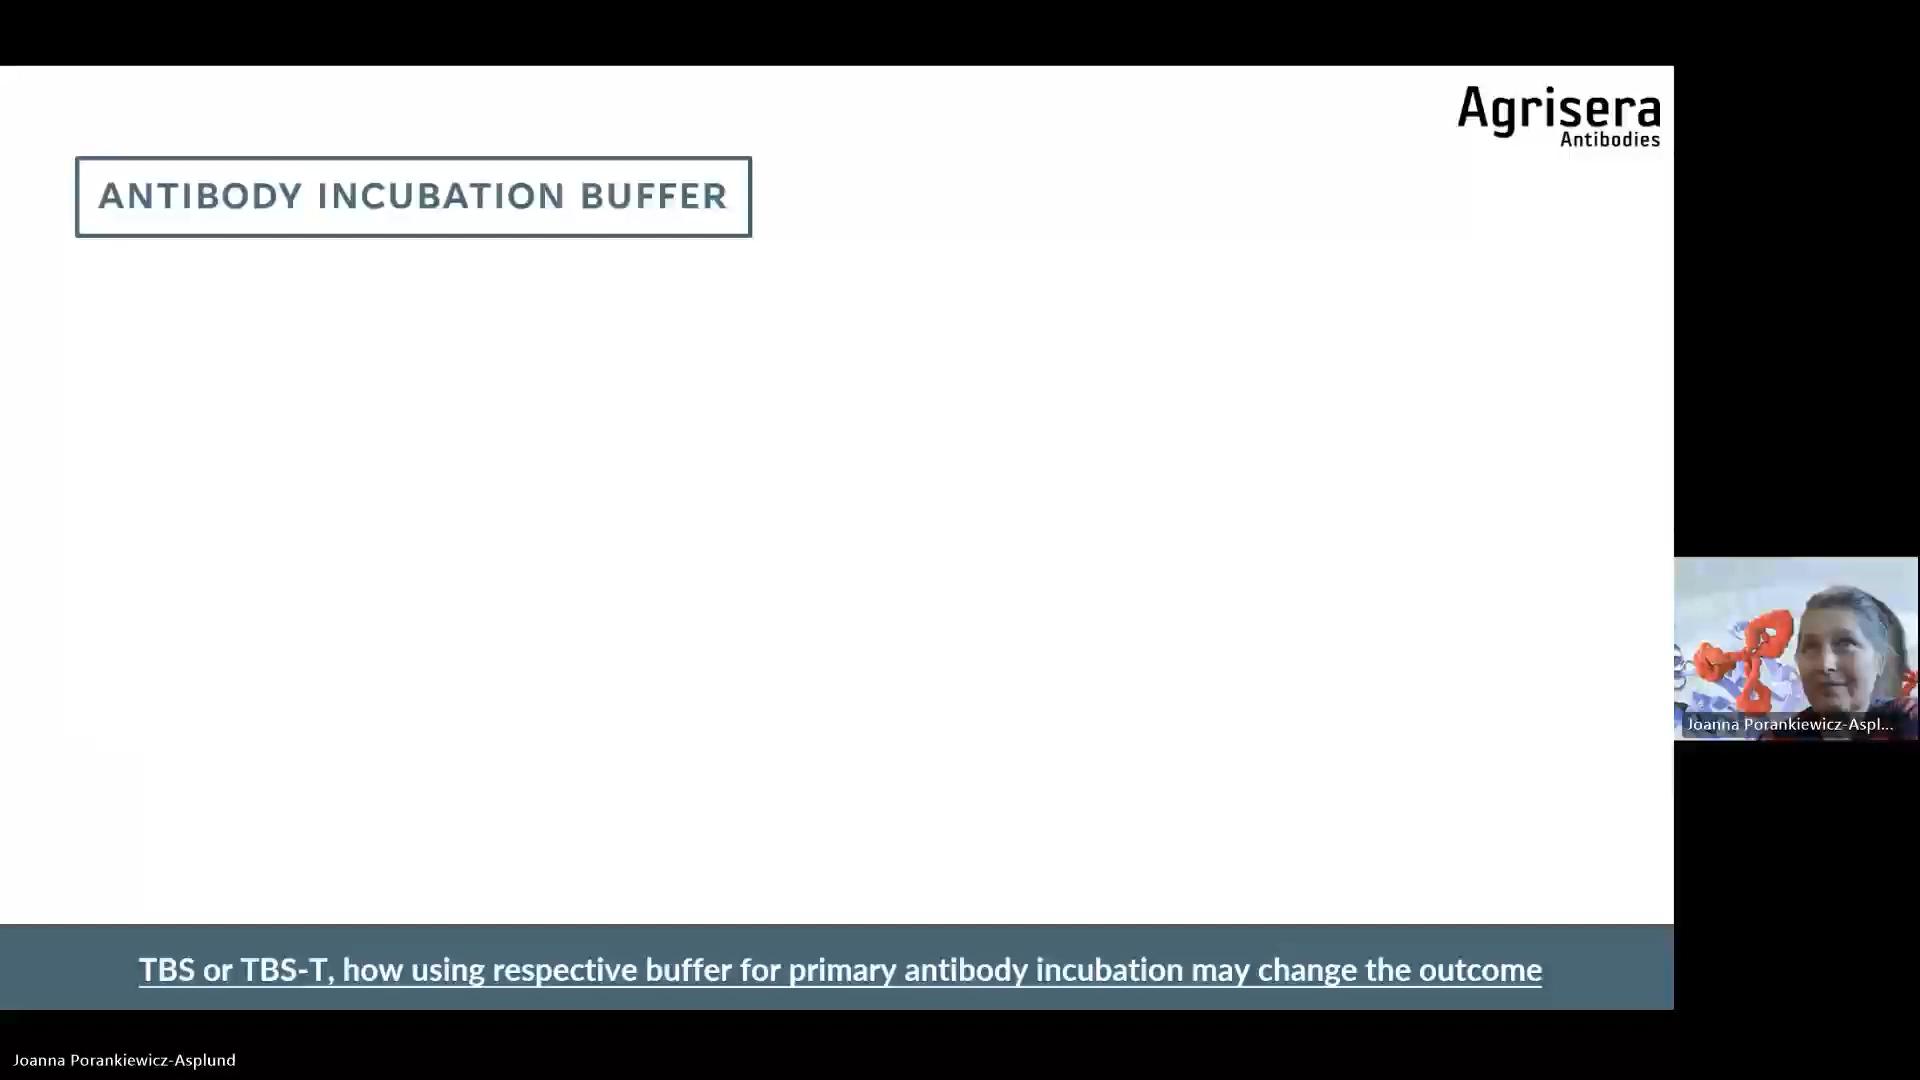 Agrisera
Antibodies
ANTIBODY INCUBATION BUFFER
Joanna Porankiewicz-Aspl...
TBS or TBS-T, how using respective buffer for primary antibody incubation may change the outcome
Joanna Porankiewicz-Asplund